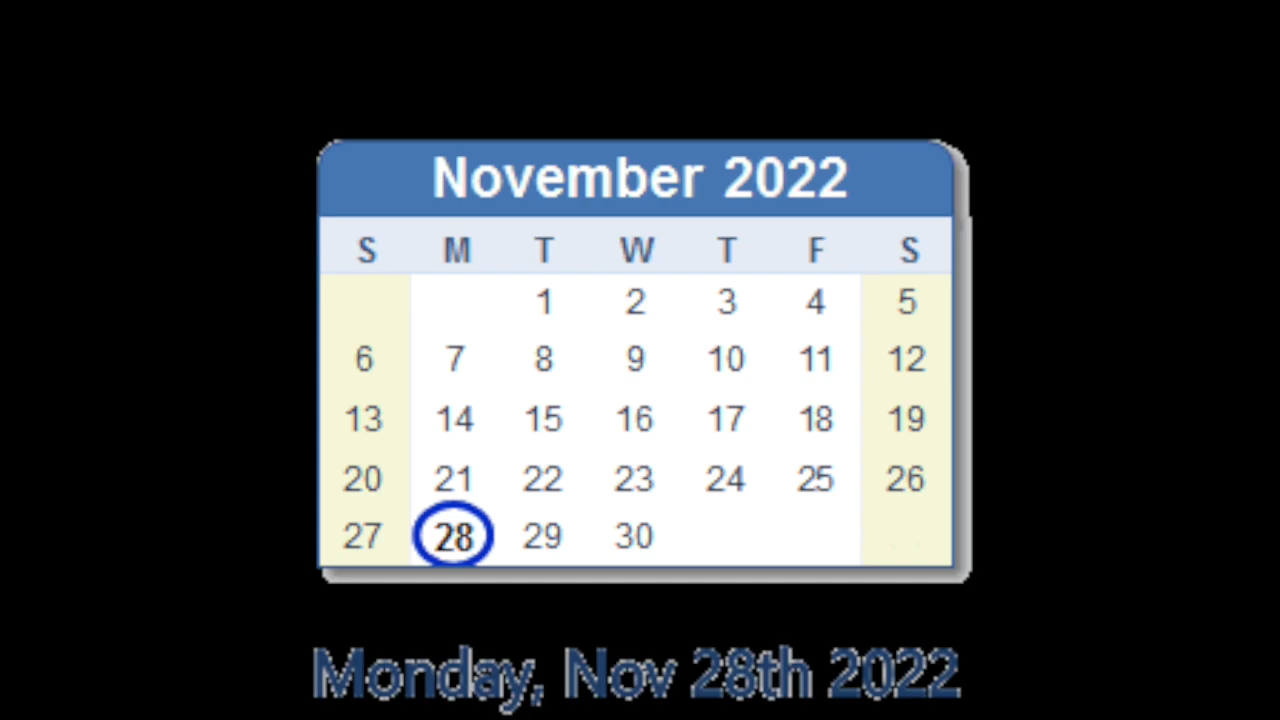 November 2022
S M T W T F S
1 2 3 4 5
6 7 8 9 10 11 12
13 14 15 16 17 18 19
20 21 22 23 24 25 26
27 28 29 30
Monday, Nov 28th 2022